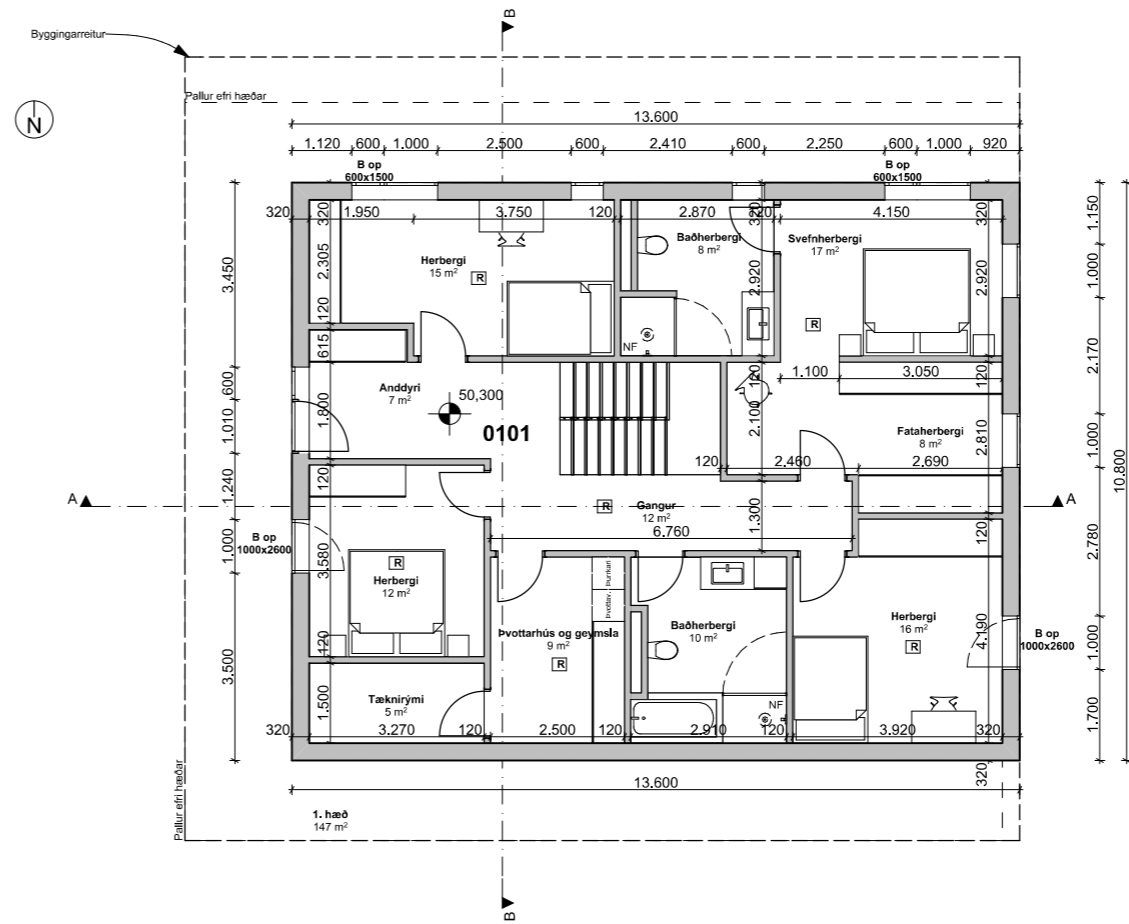 B
Byggingarreitur
N
Pallur efri hæðar
13.600
1.120 600 1.000 2.500 600 2.410 600 2.250 600 1.000 920
B op
600x1500
B op
600x1500
320 320 1.950 3.750 120 2.870 120 320 4.150 320
Herbergi
15 m²
R
Baðherbergi
8 m²
Svefnherbergi
17 m²
R
NF
2.305
120
615
2.920
2.920
3.450
600
1.010
1.240
1.000
3.500
1.150
1.000
2.170
1.000
2.780
1.000
1.700
10.800
120
1.100 3.050
120
Anddyri
7 m²
50,300
0101
1.800
2.100
2.810
Fataherbergi
8 m²
120 2.460 2.690
120
A
A
R
Gangur
12 m²
6.760
1.300
120
B op
1000x2600
3.580
R
Herbergi
12 m²
120
Þvottav. Þurrkari
Þvottarhús og geymsla
9 m²
R
Baðherbergi
10 m²
NF
Herbergi
16 m²
R
4.190
B op
1000x2600
Tæknirými
5 m²
1.500
320 3.270 120 2.500 120 2.910 120 3.920 320
13.600
320
Pallur efri hæðar
1. hæð
147 m²
B